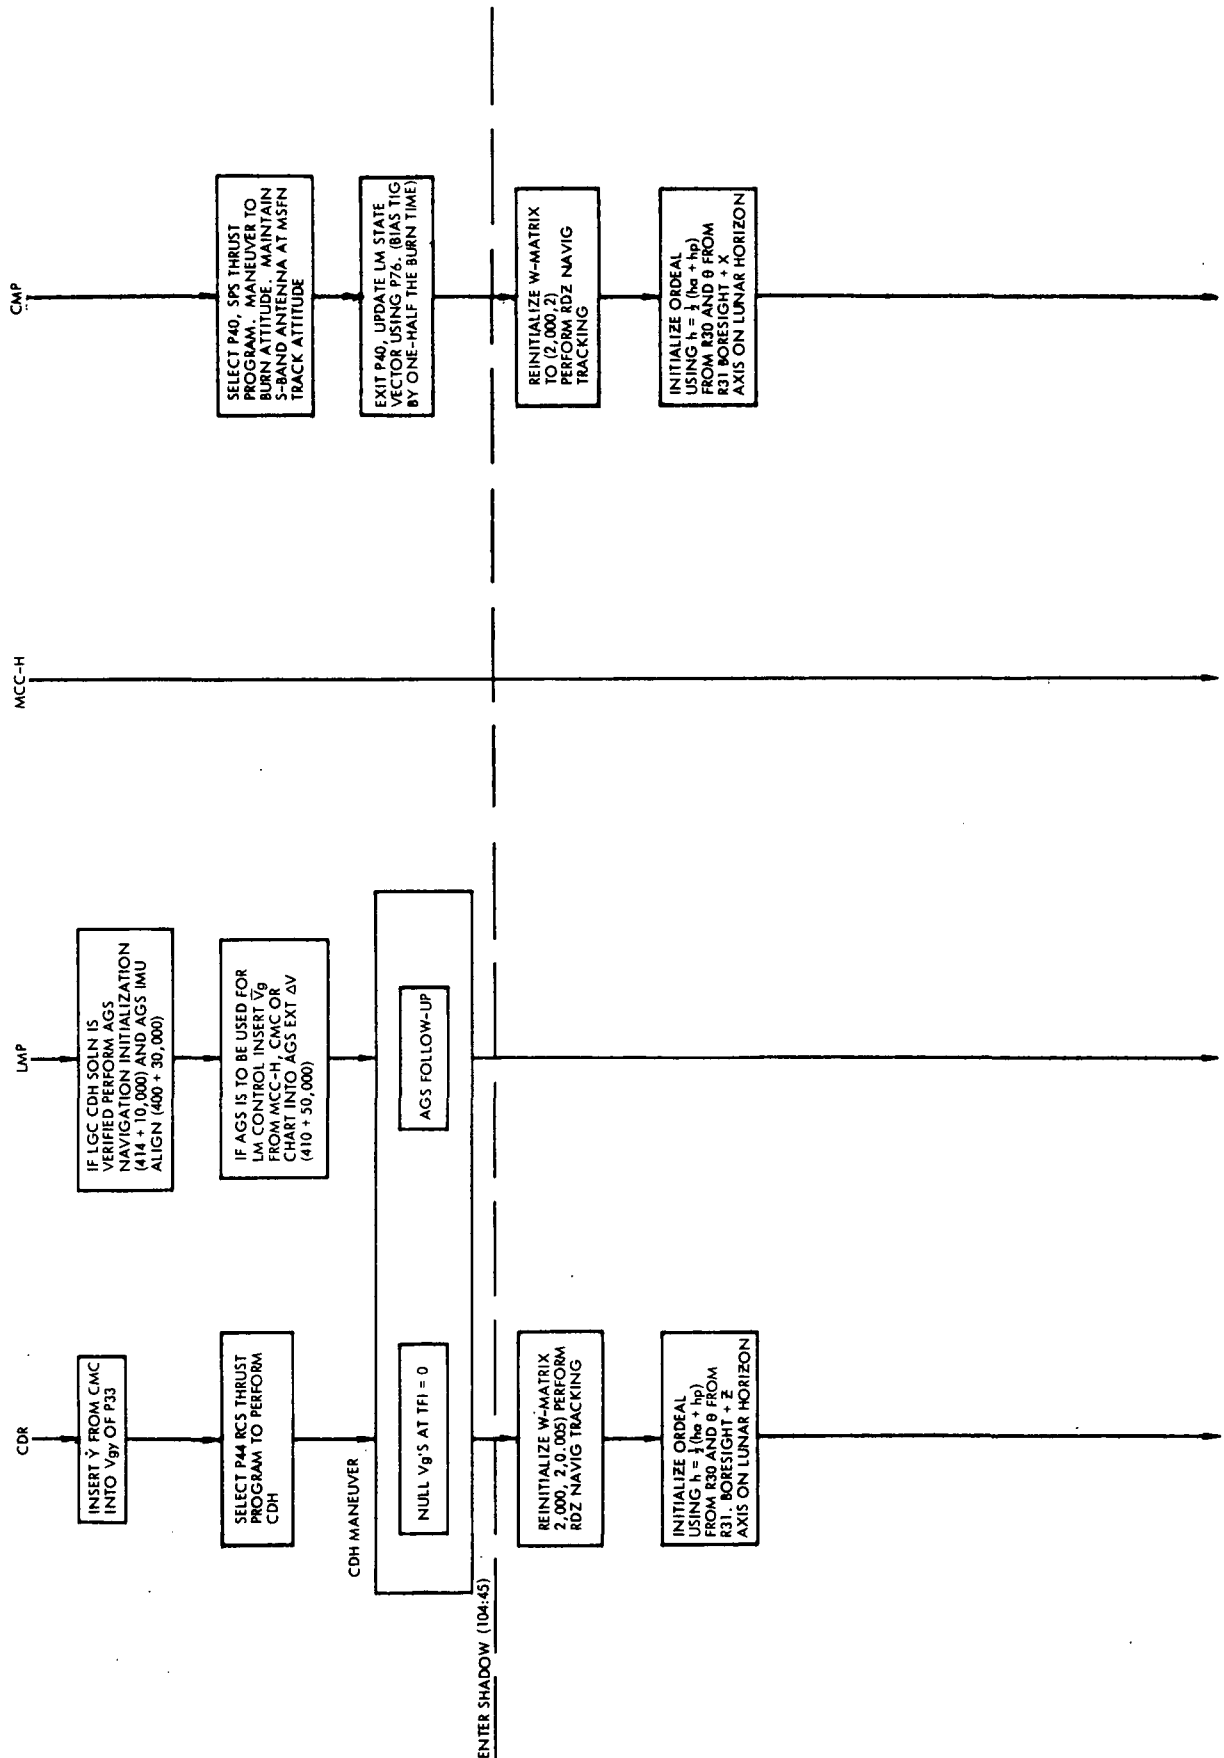 CDR
INSERT Ẏ FROM CMC
INTO Vgy OF P33
SELECT P44 RCS THRUST
PROGRAM TO PERFORM
CDH
CDH MANEUVER
NULL Vg'S AT TFI = 0
ENTER SHADOW (104:45)
REINITIALIZE W-MATRIX
2,000, 2,0.005) PERFORM
RDZ NAVIG TRACKING
INITIALIZE ORDEAL
USING h = ½ (ha + hp)
FROM R30 AND θ FROM
R31. BORESIGHT + Z
AXIS ON LUNAR HORIZON
LMP
IF LGC CDH SOLN IS
VERIFIED PERFORM AGS
NAVIGATION INITIALIZATION
(414 + 10,000) AND AGS IMU
ALIGN (400 + 30,000)
IF AGS IS TO BE USED FOR
LM CONTROL INSERT V̄g
FROM MCC-H, CMC OR
CHART INTO AGS EXT ΔV
(410 + 50,000)
AGS FOLLOW-UP
MCC-H
CMP
SELECT P40, SPS THRUST
PROGRAM. MANEUVER TO
BURN ATTITUDE. MAINTAIN
S-BAND ANTENNA AT MSFN
TRACK ATTITUDE
EXIT P40, UPDATE LM STATE
VECTOR USING P76. (BIAS TIG
BY ONE-HALF THE BURN TIME)
REINITIALIZE W-MATRIX
TO (2,000, 2)
PERFORM RDZ NAVIG
TRACKING
INITIALIZE ORDEAL
USING h = ½ (ha + hp)
FROM R30 AND θ FROM
R31 BORESIGHT + X
AXIS ON LUNAR HORIZON